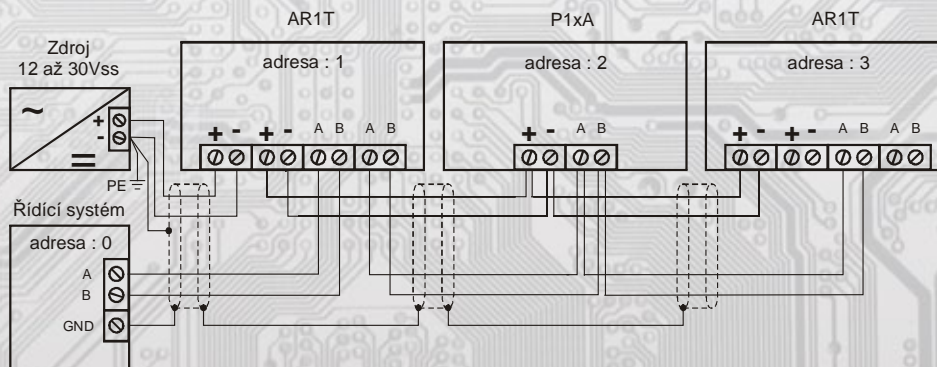 AR1T
P1xA
AR1T
Zdroj
12 až 30Vss
adresa : 1
adresa : 2
adresa : 3
~
+
-
=
+ - + - A B A B
+ - A B
+ - + - A B A B
PE
Řídící systém
adresa : 0
A
B
GND